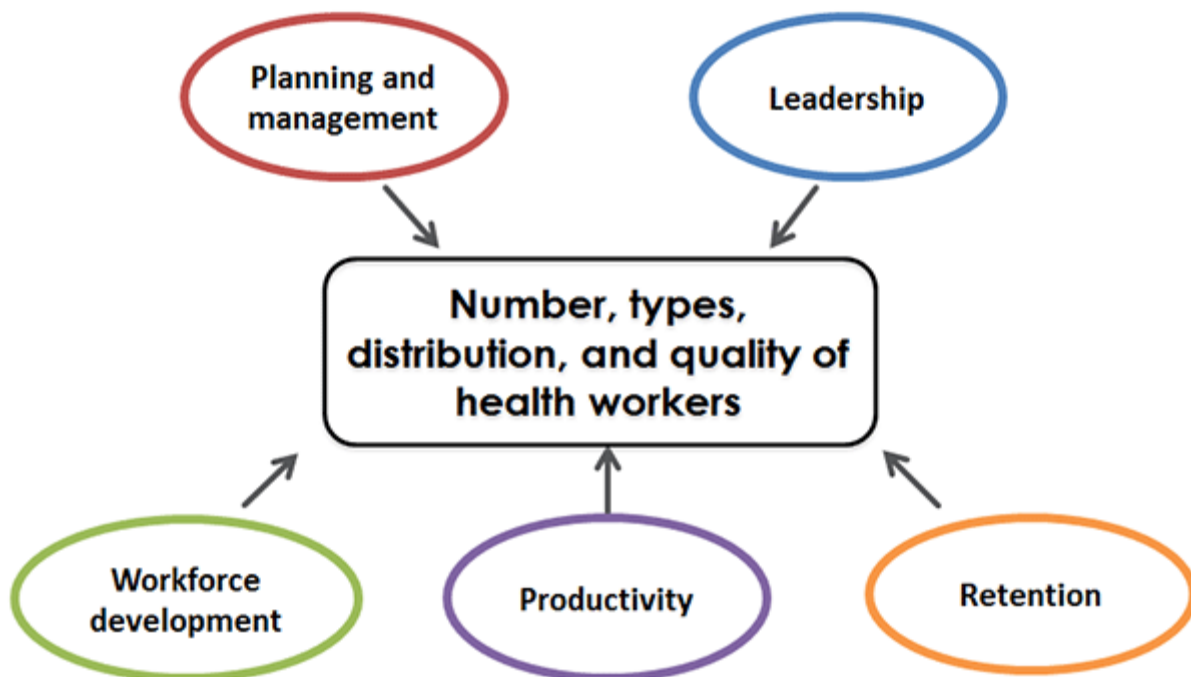 Planning and
management
Leadership
Number, types,
distribution, and quality of
health workers
Workforce
development
Productivity
Retention